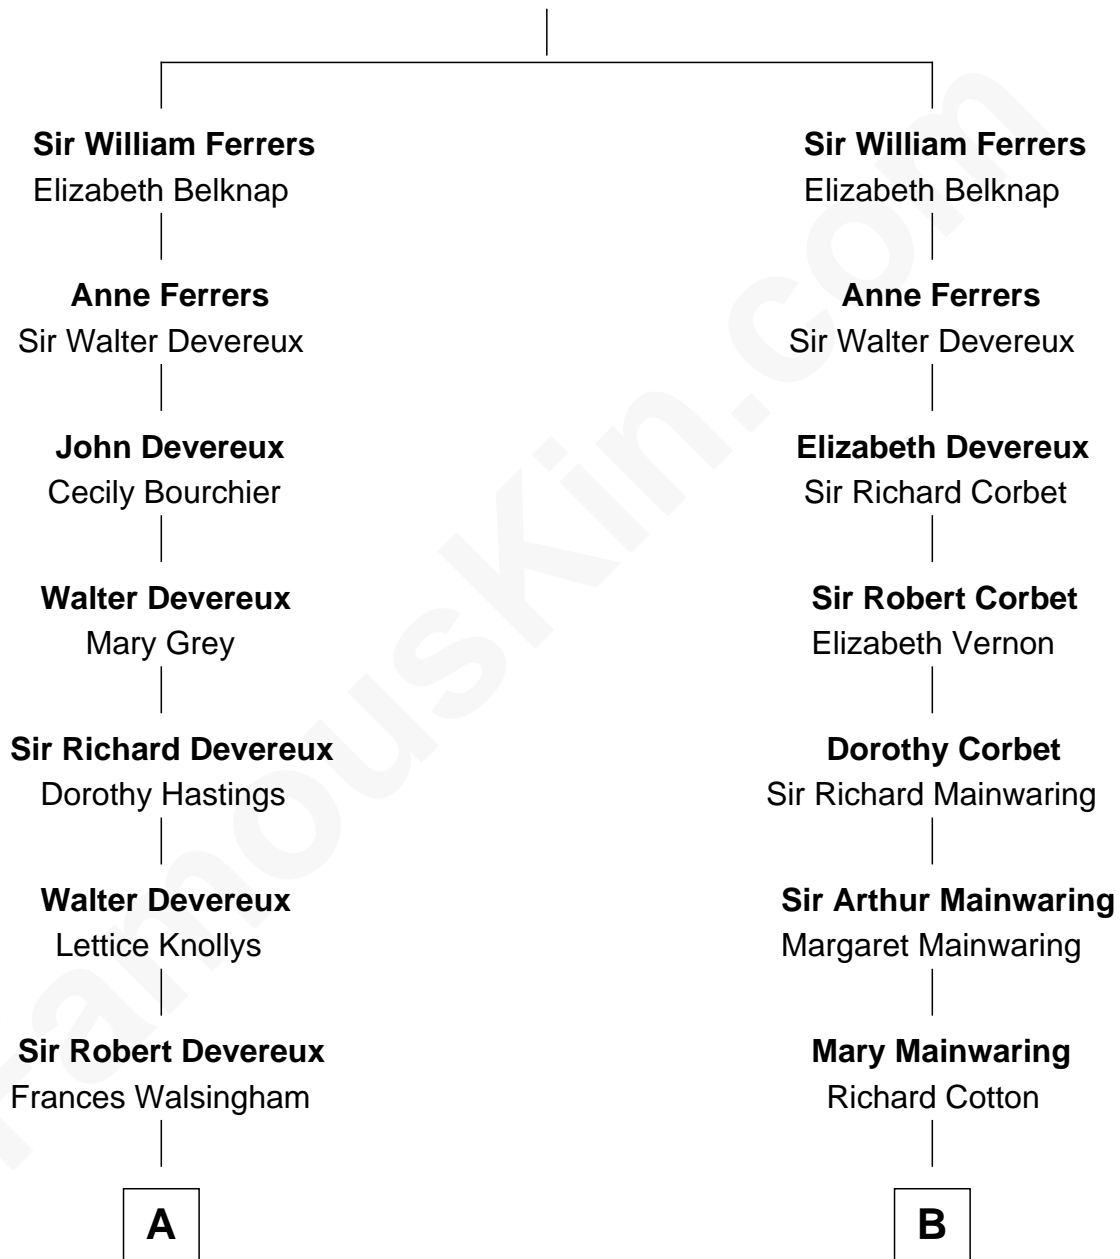 Sir William Ferrers
Elizabeth Belknap
Anne Ferrers
Sir Walter Devereux
John Devereux
Cecily Bourchier
Walter Devereux
Mary Grey
Sir Richard Devereux
Dorothy Hastings
Walter Devereux
Lettice Knollys
Sir Robert Devereux
Frances Walsingham
A
Sir William Ferrers
Elizabeth Belknap
Anne Ferrers
Sir Walter Devereux
Elizabeth Devereux
Sir Richard Corbet
Sir Robert Corbet
Elizabeth Vernon
Dorothy Corbet
Sir Richard Mainwaring
Sir Arthur Mainwaring
Margaret Mainwaring
Mary Mainwaring
Richard Cotton
B
FamousKin.com